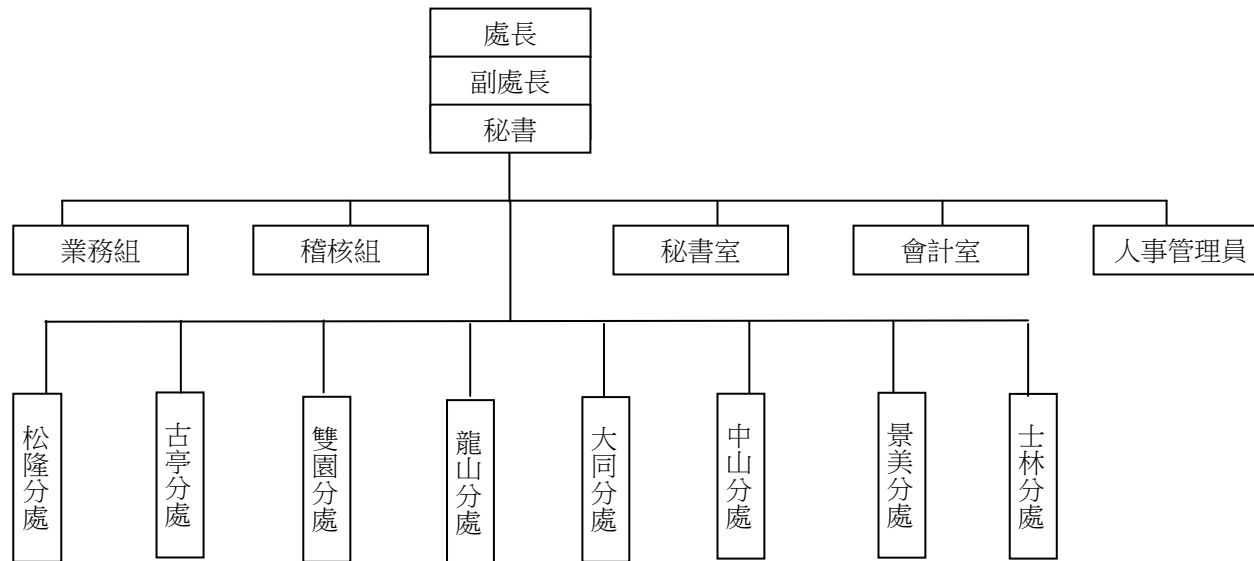 處長
副處長
秘書
業務組
稽核組
秘書室
會計室
人事管理員
松隆分處
古亭分處
雙園分處
龍山分處
大同分處
中山分處
景美分處
士林分處